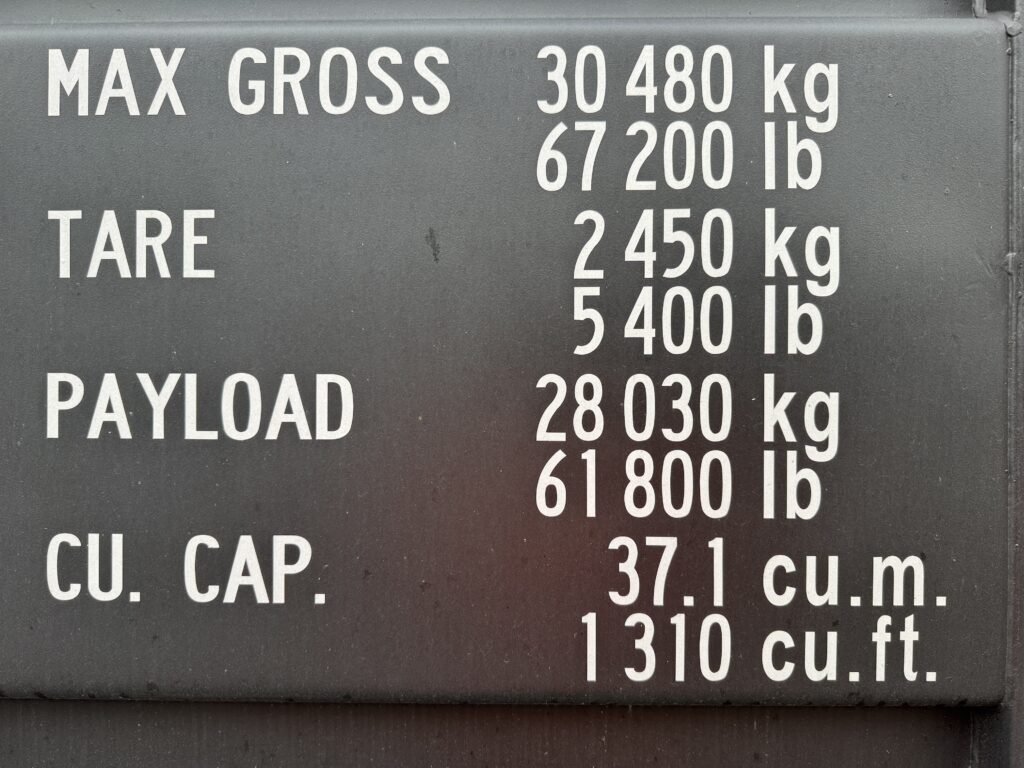 MAX GROSS 30 480 kg
67 200 lb
TARE 2 450 kg
5 400 lb
PAYLOAD 28 030 kg
61 800 lb
CU. CAP. 37.1 cu.m.
1 310 cu.ft.